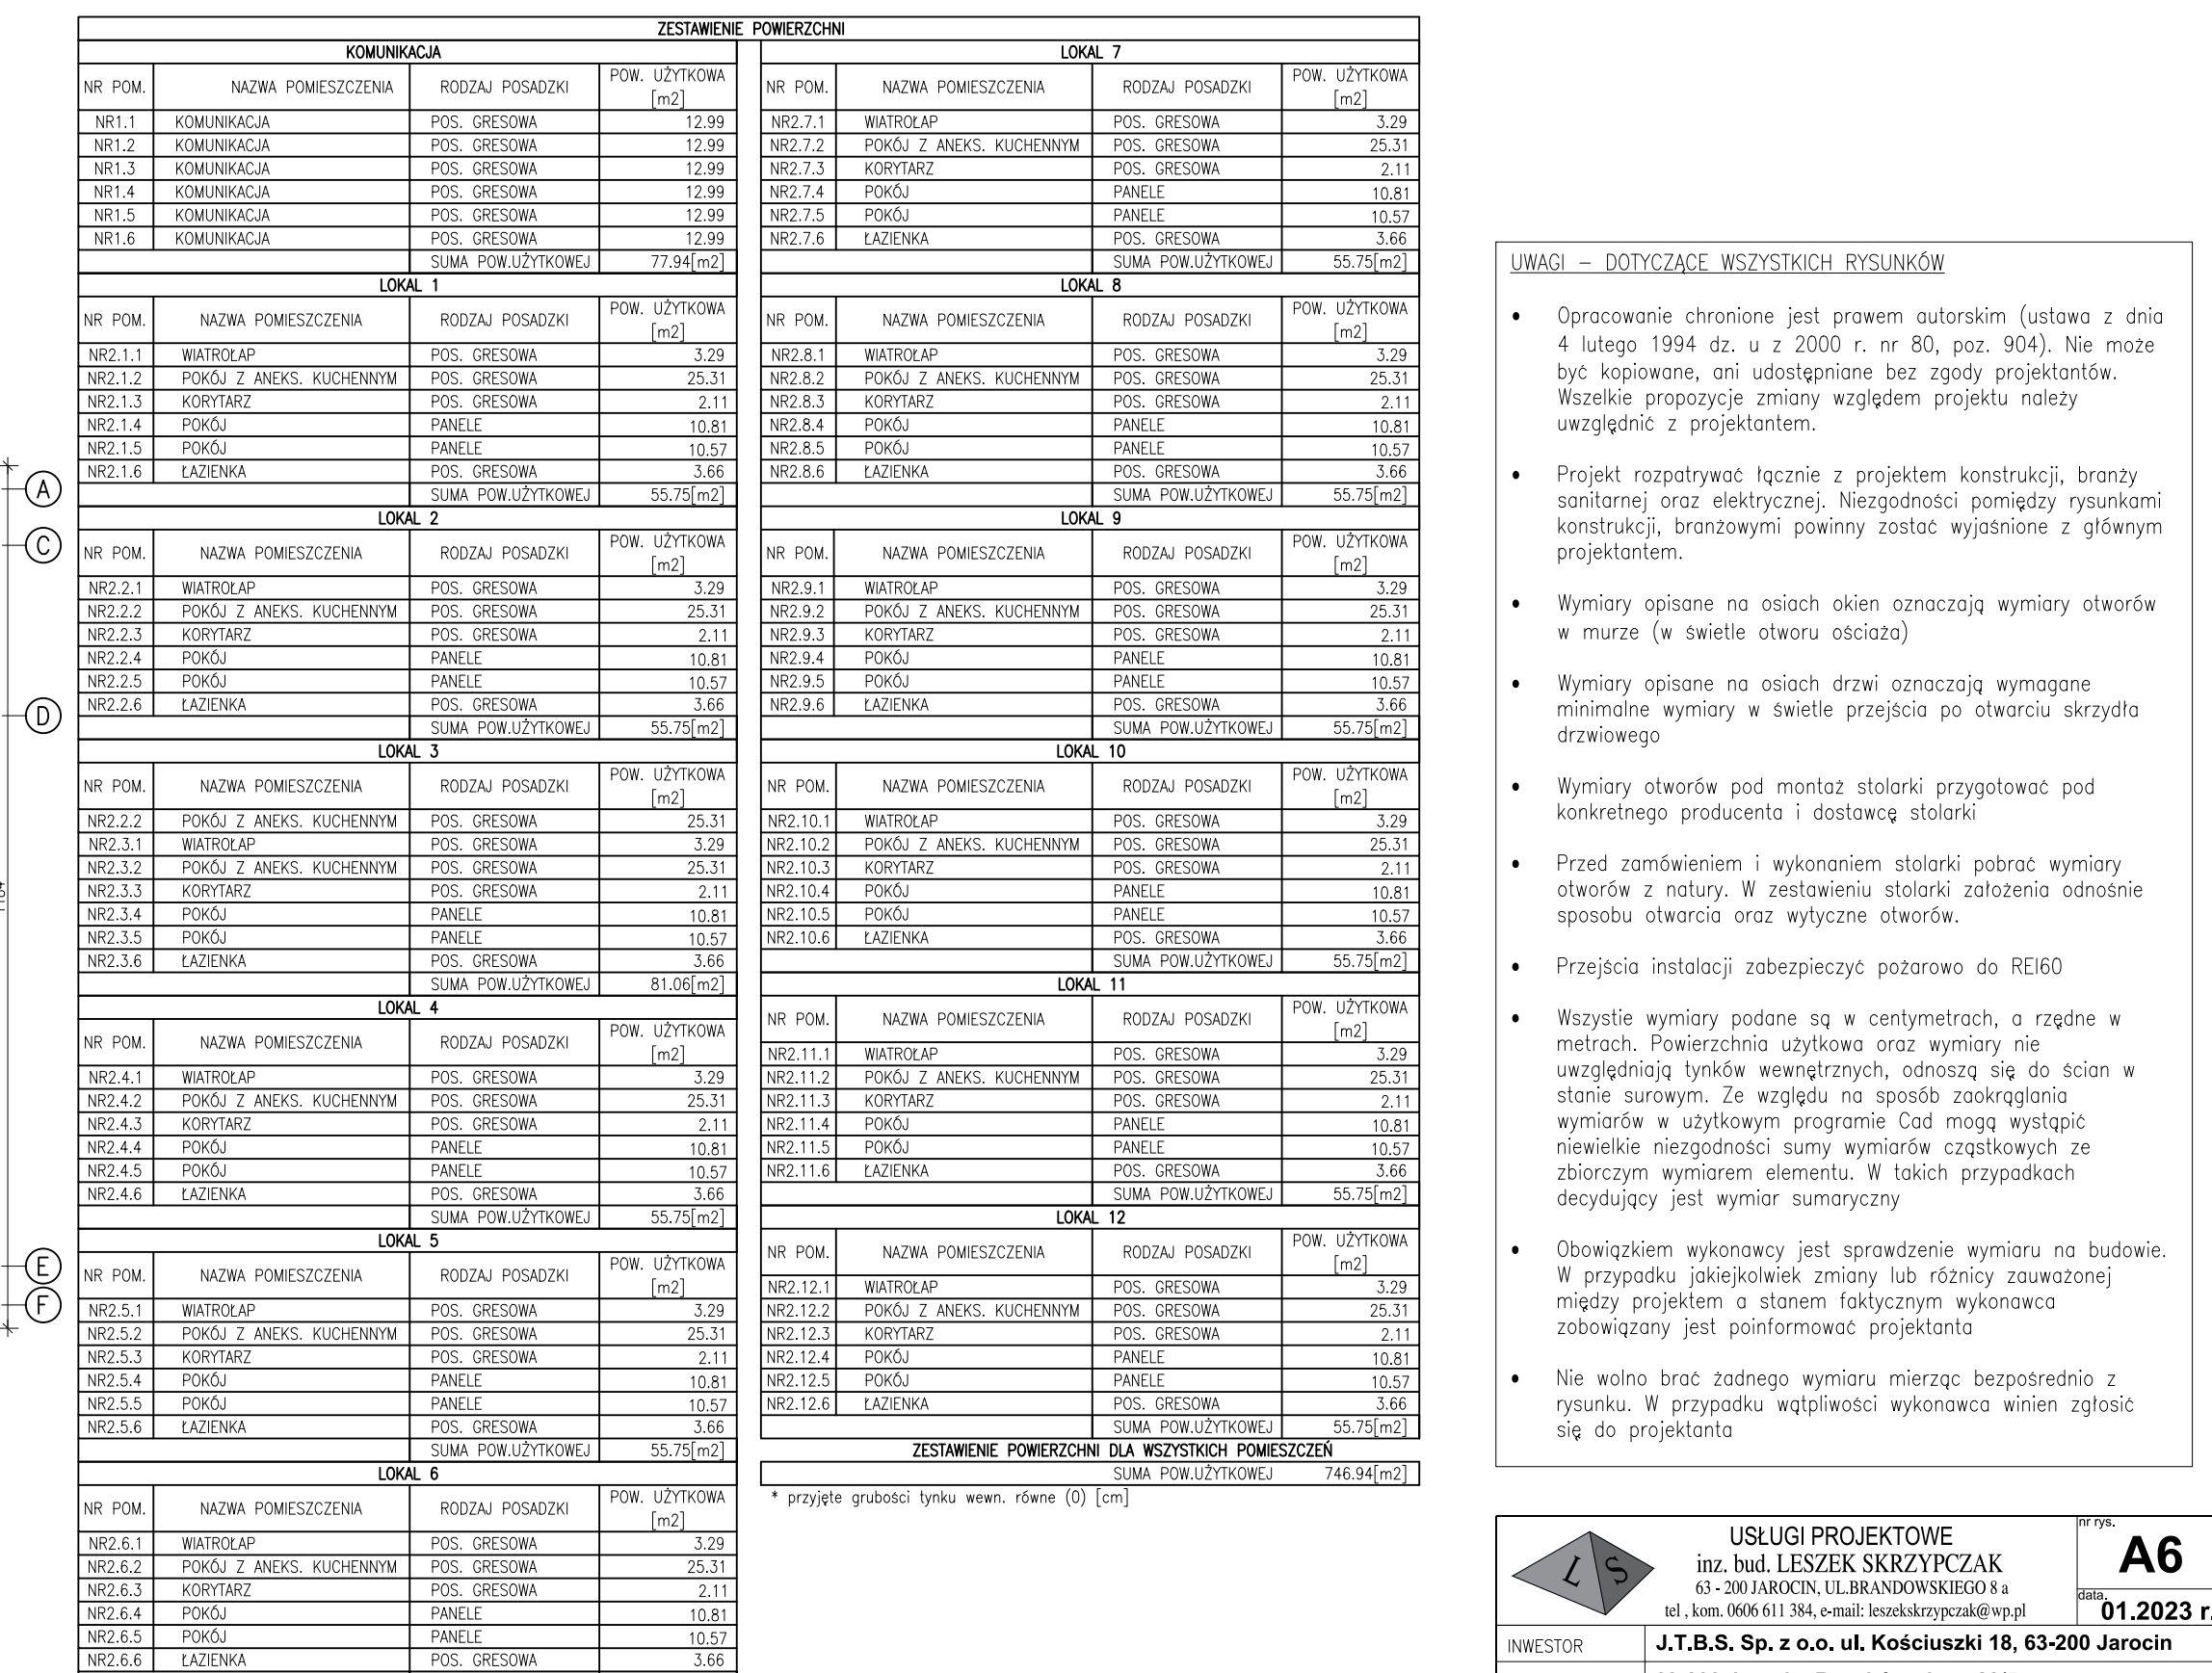 ZESTAWIENIE POWIERZCHNI
KOMUNIKACJA
NR POM. NAZWA POMIESZCZENIA RODZAJ POSADZKI POW. UŻYTKOWA [m2]
NR1.1 KOMUNIKACJA POS. GRESOWA 12.99
NR1.2 KOMUNIKACJA POS. GRESOWA 12.99
NR1.3 KOMUNIKACJA POS. GRESOWA 12.99
NR1.4 KOMUNIKACJA POS. GRESOWA 12.99
NR1.5 KOMUNIKACJA POS. GRESOWA 12.99
NR1.6 KOMUNIKACJA POS. GRESOWA 12.99
SUMA POW.UŻYTKOWEJ 77.94[m2]
LOKAL 1
NR POM. NAZWA POMIESZCZENIA RODZAJ POSADZKI POW. UŻYTKOWA [m2]
NR2.1.1 WIATROŁAP POS. GRESOWA 3.29
NR2.1.2 POKÓJ Z ANEKS. KUCHENNYM POS. GRESOWA 25.31
NR2.1.3 KORYTARZ POS. GRESOWA 2.11
NR2.1.4 POKÓJ PANELE 10.81
NR2.1.5 POKÓJ PANELE 10.57
NR2.1.6 ŁAZIENKA POS. GRESOWA 3.66
SUMA POW.UŻYTKOWEJ 55.75[m2]
LOKAL 2
NR POM. NAZWA POMIESZCZENIA RODZAJ POSADZKI POW. UŻYTKOWA [m2]
NR2.2.1 WIATROŁAP POS. GRESOWA 3.29
NR2.2.2 POKÓJ Z ANEKS. KUCHENNYM POS. GRESOWA 25.31
NR2.2.3 KORYTARZ POS. GRESOWA 2.11
NR2.2.4 POKÓJ PANELE 10.81
NR2.2.5 POKÓJ PANELE 10.57
NR2.2.6 ŁAZIENKA POS. GRESOWA 3.66
SUMA POW.UŻYTKOWEJ 55.75[m2]
LOKAL 3
NR POM. NAZWA POMIESZCZENIA RODZAJ POSADZKI POW. UŻYTKOWA [m2]
NR2.2.2 POKÓJ Z ANEKS. KUCHENNYM POS. GRESOWA 25.31
NR2.3.1 WIATROŁAP POS. GRESOWA 3.29
NR2.3.2 POKÓJ Z ANEKS. KUCHENNYM POS. GRESOWA 25.31
NR2.3.3 KORYTARZ POS. GRESOWA 2.11
NR2.3.4 POKÓJ PANELE 10.81
NR2.3.5 POKÓJ PANELE 10.57
NR2.3.6 ŁAZIENKA POS. GRESOWA 3.66
SUMA POW.UŻYTKOWEJ 81.06[m2]
LOKAL 4
NR POM. NAZWA POMIESZCZENIA RODZAJ POSADZKI POW. UŻYTKOWA [m2]
NR2.4.1 WIATROŁAP POS. GRESOWA 3.29
NR2.4.2 POKÓJ Z ANEKS. KUCHENNYM POS. GRESOWA 25.31
NR2.4.3 KORYTARZ POS. GRESOWA 2.11
NR2.4.4 POKÓJ PANELE 10.81
NR2.4.5 POKÓJ PANELE 10.57
NR2.4.6 ŁAZIENKA POS. GRESOWA 3.66
SUMA POW.UŻYTKOWEJ 55.75[m2]
LOKAL 5
NR POM. NAZWA POMIESZCZENIA RODZAJ POSADZKI POW. UŻYTKOWA [m2]
NR2.5.1 WIATROŁAP POS. GRESOWA 3.29
NR2.5.2 POKÓJ Z ANEKS. KUCHENNYM POS. GRESOWA 25.31
NR2.5.3 KORYTARZ POS. GRESOWA 2.11
NR2.5.4 POKÓJ PANELE 10.81
NR2.5.5 POKÓJ PANELE 10.57
NR2.5.6 ŁAZIENKA POS. GRESOWA 3.66
SUMA POW.UŻYTKOWEJ 55.75[m2]
LOKAL 6
NR POM. NAZWA POMIESZCZENIA RODZAJ POSADZKI POW. UŻYTKOWA [m2]
NR2.6.1 WIATROŁAP POS. GRESOWA 3.29
NR2.6.2 POKÓJ Z ANEKS. KUCHENNYM POS. GRESOWA 25.31
NR2.6.3 KORYTARZ POS. GRESOWA 2.11
NR2.6.4 POKÓJ PANELE 10.81
NR2.6.5 POKÓJ PANELE 10.57
NR2.6.6 ŁAZIENKA POS. GRESOWA 3.66
LOKAL 7
NR POM. NAZWA POMIESZCZENIA RODZAJ POSADZKI POW. UŻYTKOWA [m2]
NR2.7.1 WIATROŁAP POS. GRESOWA 3.29
NR2.7.2 POKÓJ Z ANEKS. KUCHENNYM POS. GRESOWA 25.31
NR2.7.3 KORYTARZ POS. GRESOWA 2.11
NR2.7.4 POKÓJ PANELE 10.81
NR2.7.5 POKÓJ PANELE 10.57
NR2.7.6 ŁAZIENKA POS. GRESOWA 3.66
SUMA POW.UŻYTKOWEJ 55.75[m2]
LOKAL 8
NR POM. NAZWA POMIESZCZENIA RODZAJ POSADZKI POW. UŻYTKOWA [m2]
NR2.8.1 WIATROŁAP POS. GRESOWA 3.29
NR2.8.2 POKÓJ Z ANEKS. KUCHENNYM POS. GRESOWA 25.31
NR2.8.3 KORYTARZ POS. GRESOWA 2.11
NR2.8.4 POKÓJ PANELE 10.81
NR2.8.5 POKÓJ PANELE 10.57
NR2.8.6 ŁAZIENKA POS. GRESOWA 3.66
SUMA POW.UŻYTKOWEJ 55.75[m2]
LOKAL 9
NR POM. NAZWA POMIESZCZENIA RODZAJ POSADZKI POW. UŻYTKOWA [m2]
NR2.9.1 WIATROŁAP POS. GRESOWA 3.29
NR2.9.2 POKÓJ Z ANEKS. KUCHENNYM POS. GRESOWA 25.31
NR2.9.3 KORYTARZ POS. GRESOWA 2.11
NR2.9.4 POKÓJ PANELE 10.81
NR2.9.5 POKÓJ PANELE 10.57
NR2.9.6 ŁAZIENKA POS. GRESOWA 3.66
SUMA POW.UŻYTKOWEJ 55.75[m2]
LOKAL 10
NR POM. NAZWA POMIESZCZENIA RODZAJ POSADZKI POW. UŻYTKOWA [m2]
NR2.10.1 WIATROŁAP POS. GRESOWA 3.29
NR2.10.2 POKÓJ Z ANEKS. KUCHENNYM POS. GRESOWA 25.31
NR2.10.3 KORYTARZ POS. GRESOWA 2.11
NR2.10.4 POKÓJ PANELE 10.81
NR2.10.5 POKÓJ PANELE 10.57
NR2.10.6 ŁAZIENKA POS. GRESOWA 3.66
SUMA POW.UŻYTKOWEJ 55.75[m2]
LOKAL 11
NR POM. NAZWA POMIESZCZENIA RODZAJ POSADZKI POW. UŻYTKOWA [m2]
NR2.11.1 WIATROŁAP POS. GRESOWA 3.29
NR2.11.2 POKÓJ Z ANEKS. KUCHENNYM POS. GRESOWA 25.31
NR2.11.3 KORYTARZ POS. GRESOWA 2.11
NR2.11.4 POKÓJ PANELE 10.81
NR2.11.5 POKÓJ PANELE 10.57
NR2.11.6 ŁAZIENKA POS. GRESOWA 3.66
SUMA POW.UŻYTKOWEJ 55.75[m2]
LOKAL 12
NR POM. NAZWA POMIESZCZENIA RODZAJ POSADZKI POW. UŻYTKOWA [m2]
NR2.12.1 WIATROŁAP POS. GRESOWA 3.29
NR2.12.2 POKÓJ Z ANEKS. KUCHENNYM POS. GRESOWA 25.31
NR2.12.3 KORYTARZ POS. GRESOWA 2.11
NR2.12.4 POKÓJ PANELE 10.81
NR2.12.5 POKÓJ PANELE 10.57
NR2.12.6 ŁAZIENKA POS. GRESOWA 3.66
SUMA POW.UŻYTKOWEJ 55.75[m2]
ZESTAWIENIE POWIERZCHNI DLA WSZYSTKICH POMIESZCZEŃ
SUMA POW.UŻYTKOWEJ 746.94[m2]
* przyjęte grubości tynku wewn. równe (0) [cm]
A
C
D
E
F
UWAGI – DOTYCZĄCE WSZYSTKICH RYSUNKÓW
• Opracowanie chronione jest prawem autorskim (ustawa z dnia
4 lutego 1994 dz. u z 2000 r. nr 80, poz. 904). Nie może
być kopiowane, ani udostępniane bez zgody projektantów.
Wszelkie propozycje zmiany względem projektu należy
uwzględnić z projektantem.
• Projekt rozpatrywać łącznie z projektem konstrukcji, branży
sanitarnej oraz elektrycznej. Niezgodności pomiędzy rysunkami
konstrukcji, branżowymi powinny zostać wyjaśnione z głównym
projektantem.
• Wymiary opisane na osiach okien oznaczają wymiary otworów
w murze (w świetle otworu ościaża)
• Wymiary opisane na osiach drzwi oznaczają wymagane
minimalne wymiary w świetle przejścia po otwarciu skrzydła
drzwiowego
• Wymiary otworów pod montaż stolarki przygotować pod
konkretnego producenta i dostawcę stolarki
• Przed zamówieniem i wykonaniem stolarki pobrać wymiary
otworów z natury. W zestawieniu stolarki założenia odnośnie
sposobu otwarcia oraz wytyczne otworów.
• Przejścia instalacji zabezpieczyć pożarowo do REI60
• Wszystie wymiary podane są w centymetrach, a rzędne w
metrach. Powierzchnia użytkowa oraz wymiary nie
uwzględniają tynków wewnętrznych, odnoszą się do ścian w
stanie surowym. Ze względu na sposób zaokrąglania
wymiarów w użytkowym programie Cad mogą wystąpić
niewielkie niezgodności sumy wymiarów cząstkowych ze
zbiorczym wymiarem elementu. W takich przypadkach
decydujący jest wymiar sumaryczny
• Obowiązkiem wykonawcy jest sprawdzenie wymiaru na budowie.
W przypadku jakiejkolwiek zmiany lub różnicy zauważonej
między projektem a stanem faktycznym wykonawca
zobowiązany jest poinformować projektanta
• Nie wolno brać żadnego wymiaru mierząc bezpośrednio z
rysunku. W przypadku wątpliwości wykonawca winien zgłosić
się do projektanta
L S
USŁUGI PROJEKTOWE
inz. bud. LESZEK SKRZYPCZAK
63 - 200 JAROCIN, UL.BRANDOWSKIEGO 8 a
tel , kom. 0606 611 384, e-mail: leszekskrzypczak@wp.pl
nr rys.
A6
data.
01.2023 r.
INWESTOR J.T.B.S. Sp. z o.o. ul. Kościuszki 18, 63-200 Jarocin